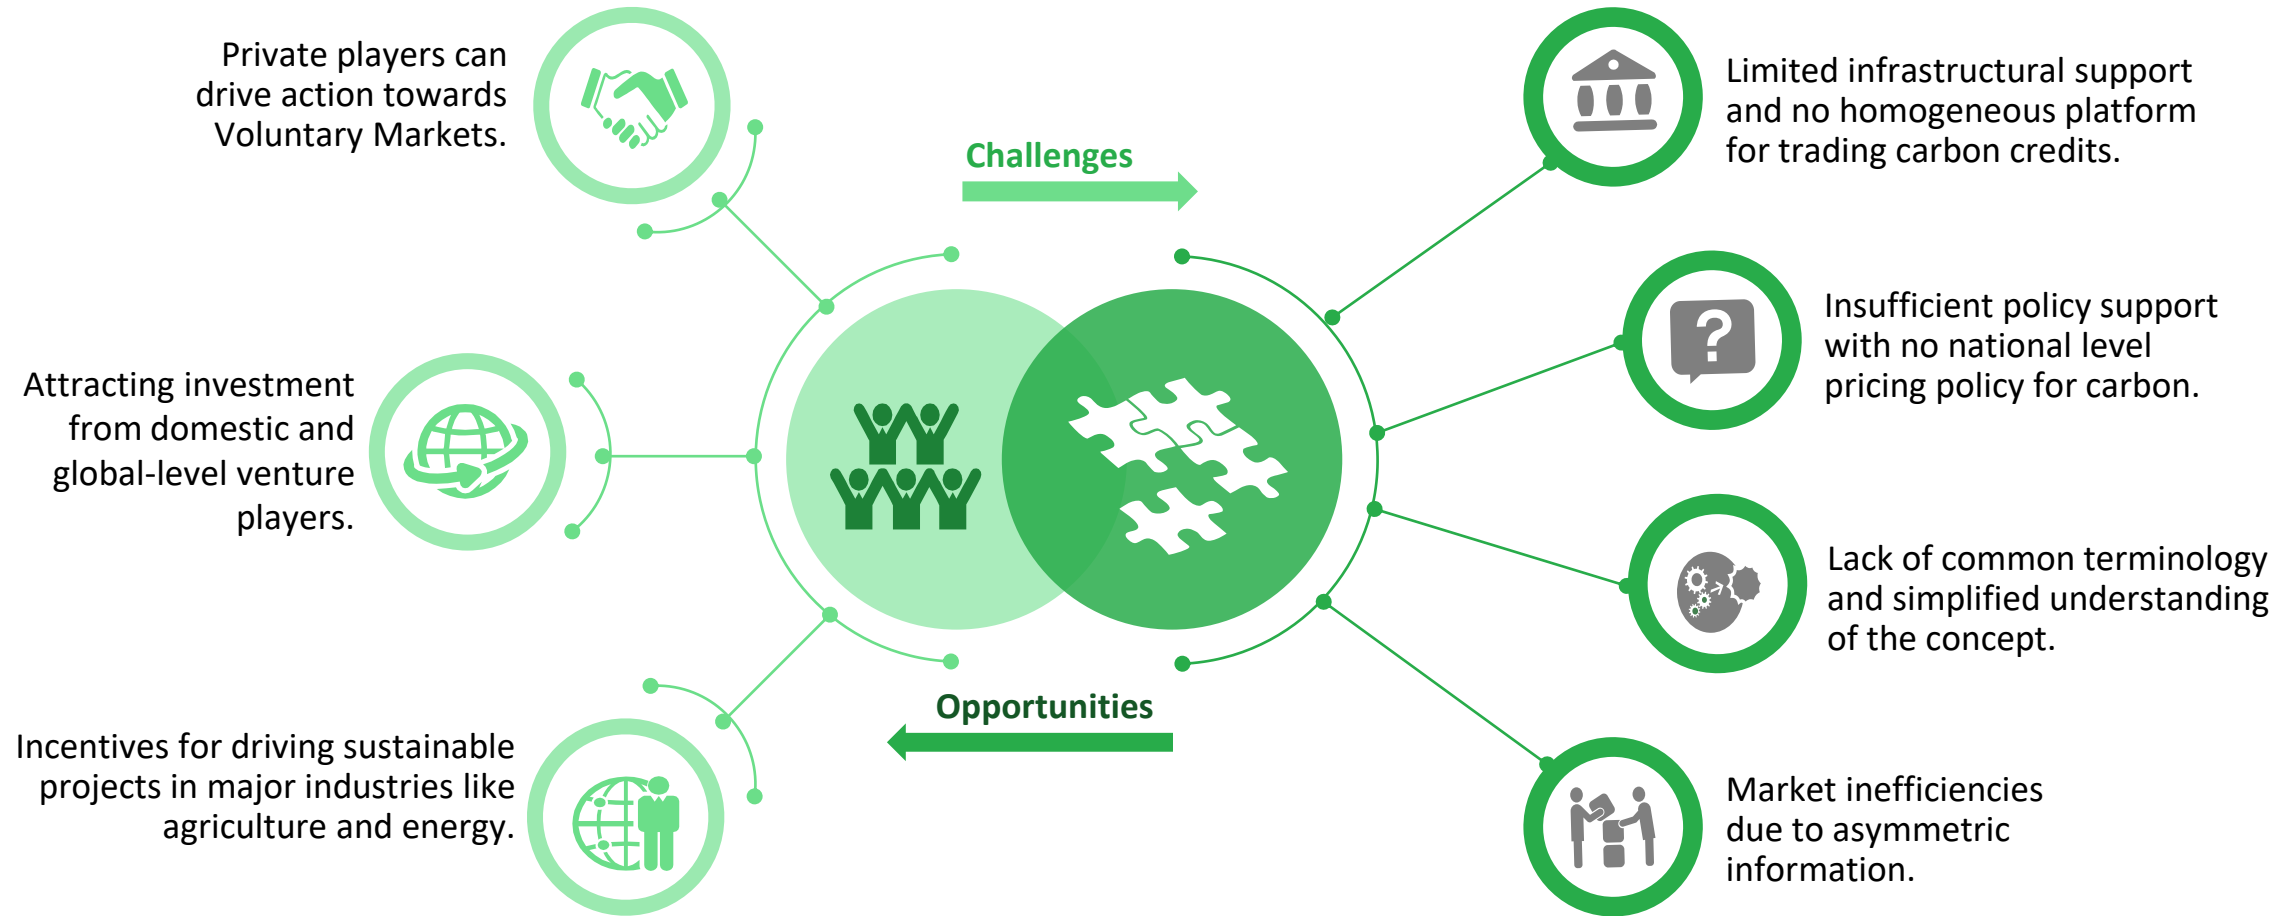 Private players can
drive action towards
Voluntary Markets.
Attracting investment
from domestic and
global-level venture
players.
Incentives for driving sustainable
projects in major industries like
agriculture and energy.
Challenges
Opportunities
Limited infrastructural support
and no homogeneous platform
for trading carbon credits.
?
Insufficient policy support
with no national level
pricing policy for carbon.
Lack of common terminology
and simplified understanding
of the concept.
Market inefficiencies
due to asymmetric
information.